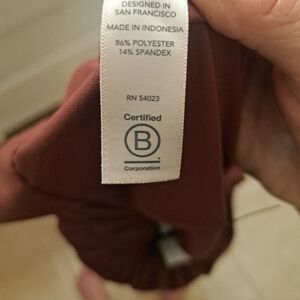 DESIGNED IN
SAN FRANCISCO
MADE IN INDONESIA
86% POLYESTER
14% SPANDEX
RN 54023
Certified
B
Corporation